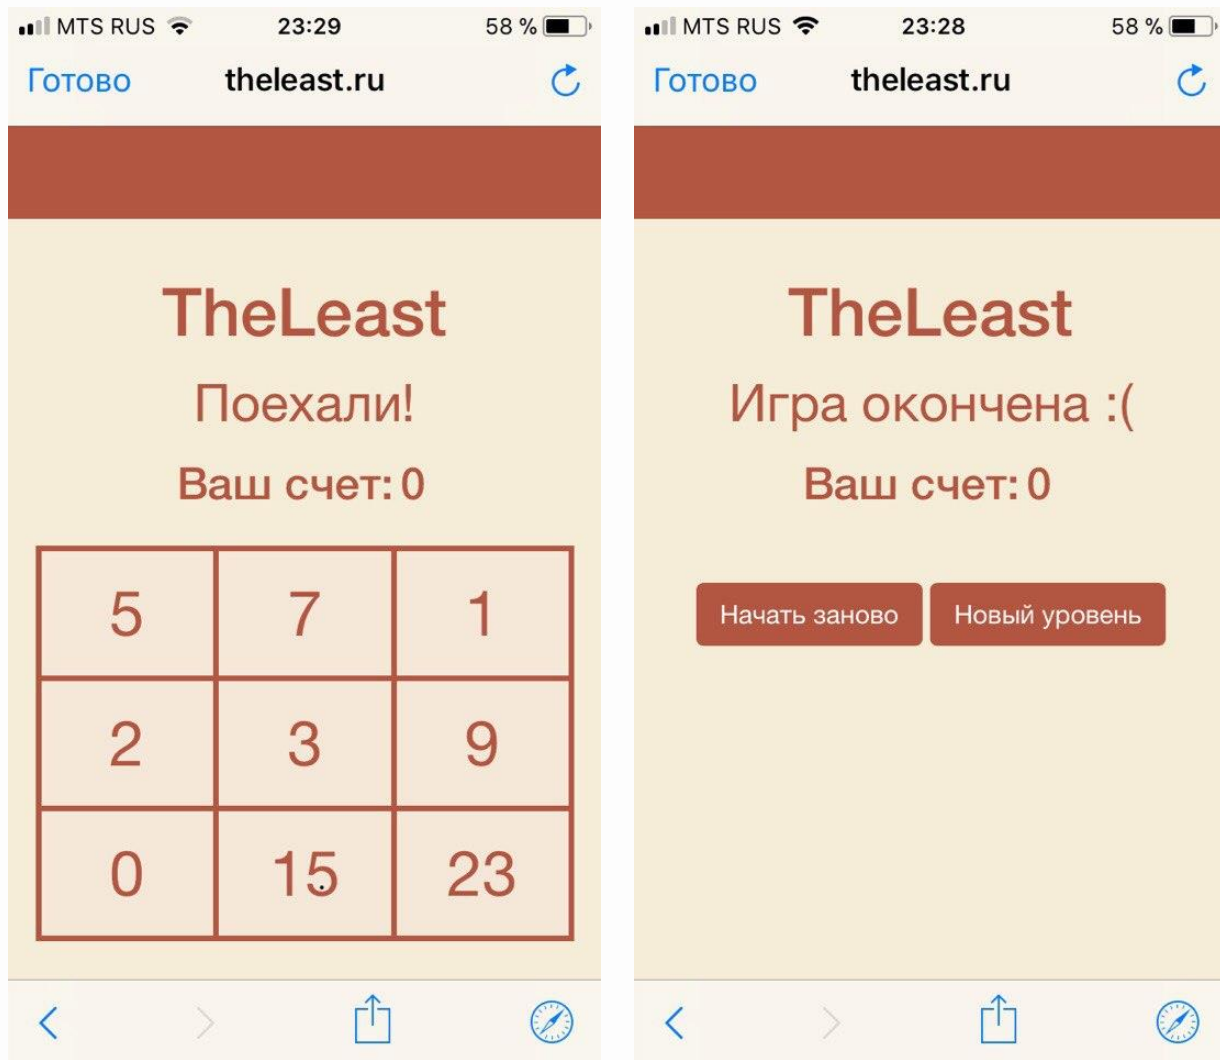 MTS RUS 23:29 58 %
Готово theleast.ru
TheLeast
Поехали!
Ваш счет: 0
5 7 1
2 3 9
0 15 23
MTS RUS 23:28 58 %
Готово theleast.ru
TheLeast
Игра окончена :(
Ваш счет: 0
Начать заново Новый уровень